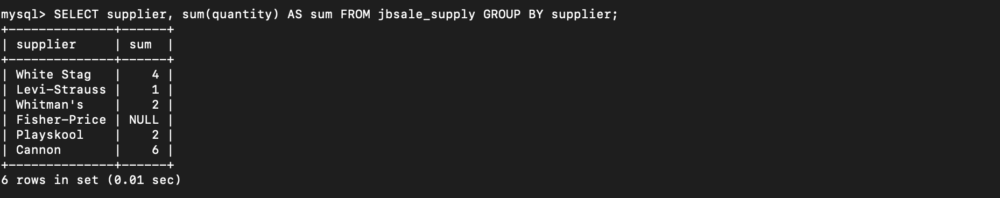 mysql> SELECT supplier, sum(quantity) AS sum FROM jbsale_supply GROUP BY supplier;
+--------------+------+
| supplier     | sum  |
+--------------+------+
| White Stag   |    4 |
| Levi-Strauss |    1 |
| Whitman's    |    2 |
| Fisher-Price | NULL |
| Playskool    |    2 |
| Cannon       |    6 |
+--------------+------+
6 rows in set (0.01 sec)